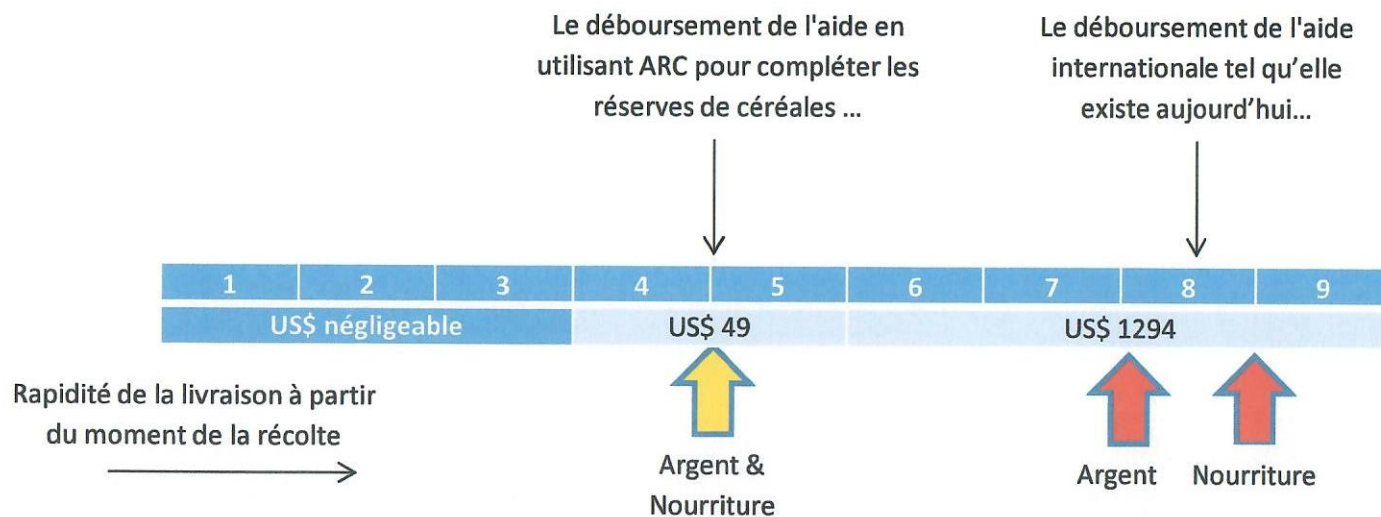 Le déboursement de l'aide en
utilisant ARC pour compléter les
réserves de céréales ...
Le déboursement de l'aide
internationale tel qu'elle
existe aujourd'hui...
1 2 3 4 5 6 7 8 9
US$ négligeable US$ 49 US$ 1294
Rapidité de la livraison à partir
du moment de la récolte
Argent &
Nourriture
Argent
Nourriture